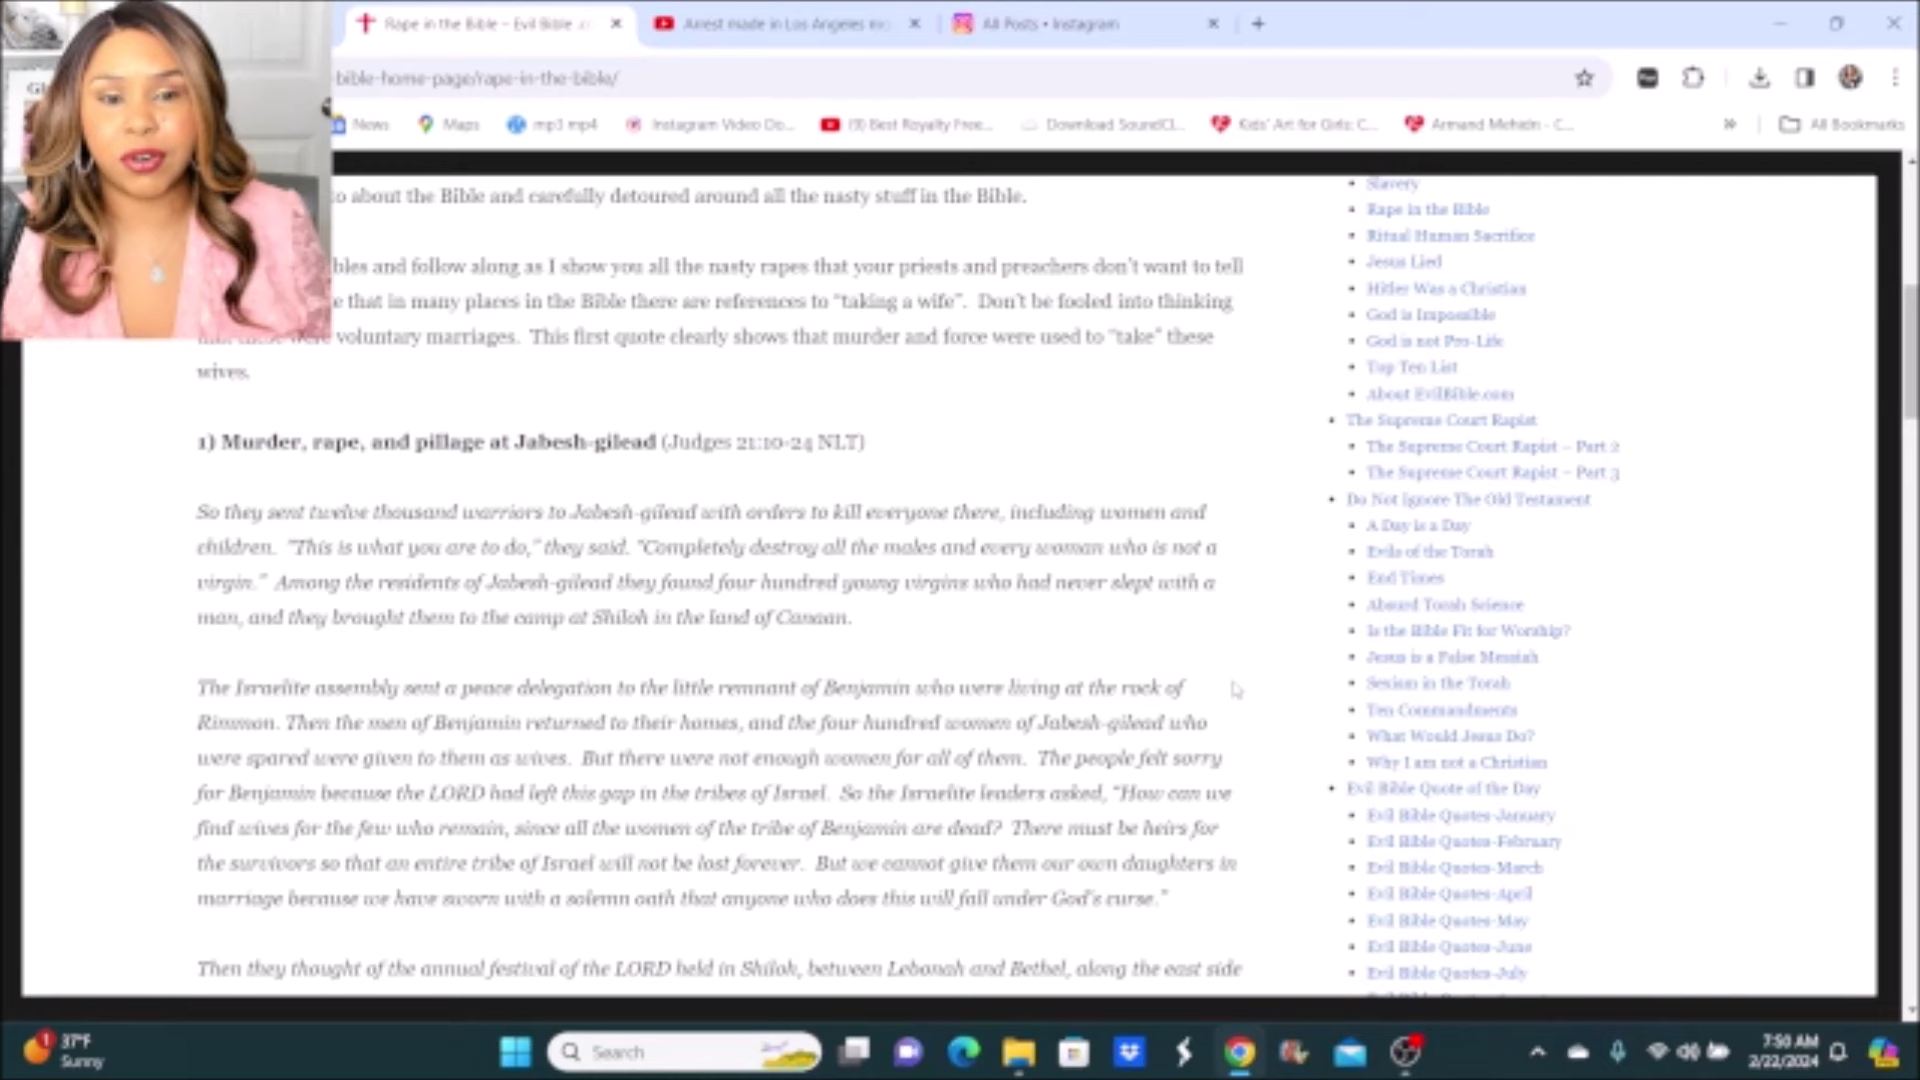 Rape in the Bible – Evil Bible .c
Arrest made in Los Angeles mo
All Posts • Instagram
-bible-home-page/rape-in-the-bible/
News
Maps
mp3 mp4
Instagram Video Do...
(9) Best Royalty Free...
Download SoundCl...
Kids' Art for Girls: C...
Armand Mehidri - C...
All Bookmarks
o about the Bible and carefully detoured around all the nasty stuff in the Bible.
bles and follow along as I show you all the nasty rapes that your priests and preachers don't want to tell
e that in many places in the Bible there are references to “taking a wife”. Don't be fooled into thinking
were voluntary marriages. This first quote clearly shows that murder and force were used to “take” these
wives.
1) Murder, rape, and pillage at Jabesh-gilead (Judges 21:10-24 NLT)
So they sent twelve thousand warriors to Jabesh-gilead with orders to kill everyone there, including women and
children. “This is what you are to do,” they said. “Completely destroy all the males and every woman who is not a
virgin.” Among the residents of Jabesh-gilead they found four hundred young virgins who had never slept with a
man, and they brought them to the camp at Shiloh in the land of Canaan.
The Israelite assembly sent a peace delegation to the little remnant of Benjamin who were living at the rock of
Rimmon. Then the men of Benjamin returned to their homes, and the four hundred women of Jabesh-gilead who
were spared were given to them as wives. But there were not enough women for all of them. The people felt sorry
for Benjamin because the LORD had left this gap in the tribes of Israel. So the Israelite leaders asked, “How can we
find wives for the few who remain, since all the women of the tribe of Benjamin are dead? There must be heirs for
the survivors so that an entire tribe of Israel will not be lost forever. But we cannot give them our own daughters in
marriage because we have sworn with a solemn oath that anyone who does this will fall under God's curse.”
Then they thought of the annual festival of the LORD held in Shiloh, between Lebonah and Bethel, along the east side
Slavery
Rape in the Bible
Ritual Human Sacrifice
Jesus Lied
Hitler Was a Christian
God is Impossible
God is not Pro-Life
Top Ten List
About EvilBible.com
The Supreme Court Rapist
The Supreme Court Rapist – Part 2
The Supreme Court Rapist – Part 3
Do Not Ignore The Old Testament
A Day is a Day
Evils of the Torah
End Times
Absurd Torah Science
Is the Bible Fit for Worship?
Jesus is a False Messiah
Sexism in the Torah
Ten Commandments
What Would Jesus Do?
Why I am not a Christian
Evil Bible Quote of the Day
Evil Bible Quotes-January
Evil Bible Quotes-February
Evil Bible Quotes-March
Evil Bible Quotes-April
Evil Bible Quotes-May
Evil Bible Quotes-June
Evil Bible Quotes-July
1
37°F
Sunny
Search
7:50 AM
2/22/2024